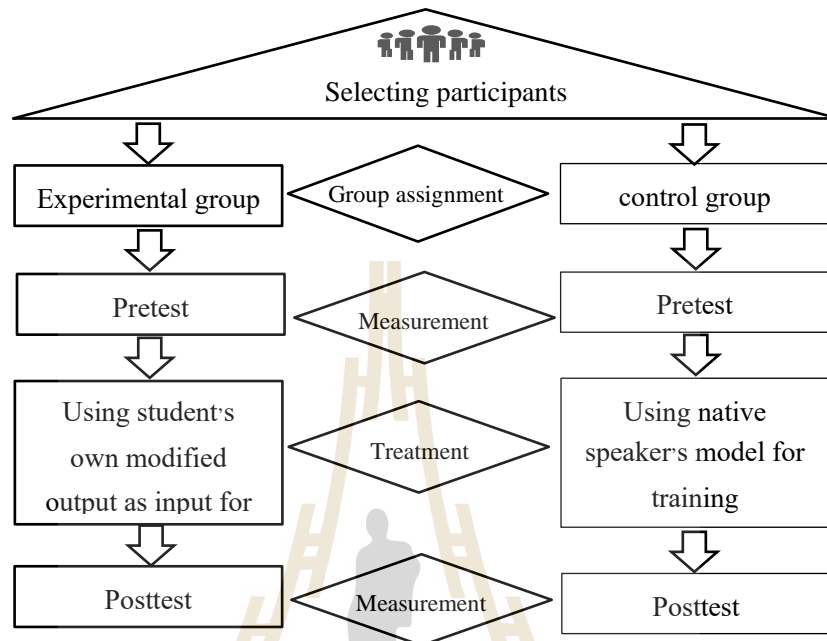 Selecting participants
Experimental group
Group assignment
control group
Pretest
Measurement
Pretest
Using student's
own modified
output as input for
Treatment
Using native
speaker's model for
training
Posttest
Measurement
Posttest